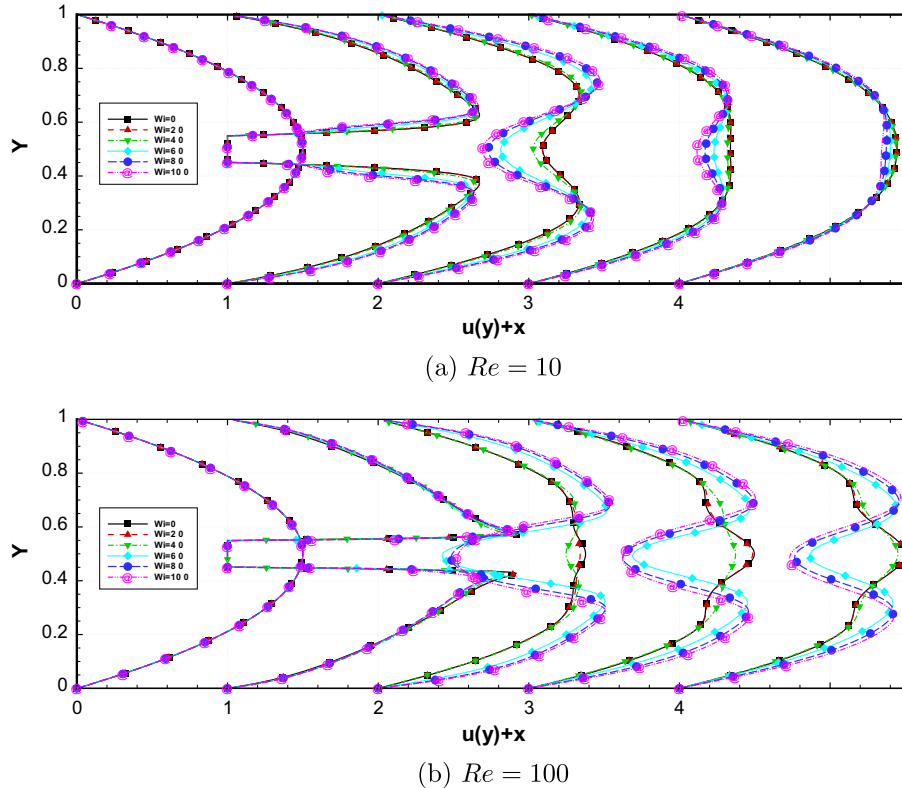 1
0.8
0.6
0.4
0.2
0
Y
Wi=0
Wi=2 0
Wi=4 0
Wi=6 0
Wi=8 0
Wi=10 0
0 1 2 3 4
u(y)+x
(a) Re = 10
1
0.8
0.6
0.4
0.2
0
Y
Wi=0
Wi=2 0
Wi=4 0
Wi=6 0
Wi=8 0
Wi=10 0
0 1 2 3 4
u(y)+x
(b) Re = 100